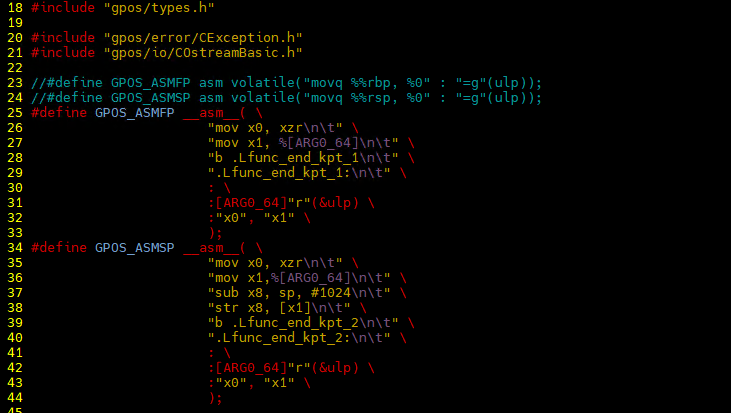 18 #include "gpos/types.h"
19
20 #include "gpos/error/CException.h"
21 #include "gpos/io/COstreamBasic.h"
22
23 //#define GPOS_ASMFP asm volatile("movq %%rbp, %0" : "=g"(ulp));
24 //#define GPOS_ASMSP asm volatile("movq %%rsp, %0" : "=g"(ulp));
25 #define GPOS_ASMFP __asm__( \
26 "mov x0, xzr\n\t" \
27 "mov x1, %[ARG0_64]\n\t" \
28 "b .Lfunc_end_kpt_1\n\t" \
29 ".Lfunc_end_kpt_1:\n\t" \
30 : \
31 :[ARG0_64]"r"(&ulp) \
32 :"x0", "x1" \
33 );
34 #define GPOS_ASMSP __asm__( \
35 "mov x0, xzr\n\t" \
36 "mov x1,%[ARG0_64]\n\t" \
37 "sub x8, sp, #1024\n\t" \
38 "str x8, [x1]\n\t" \
39 "b .Lfunc_end_kpt_2\n\t" \
40 ".Lfunc_end_kpt_2:\n\t" \
41 : \
42 :[ARG0_64]"r"(&ulp) \
43 :"x0", "x1" \
44 );
45